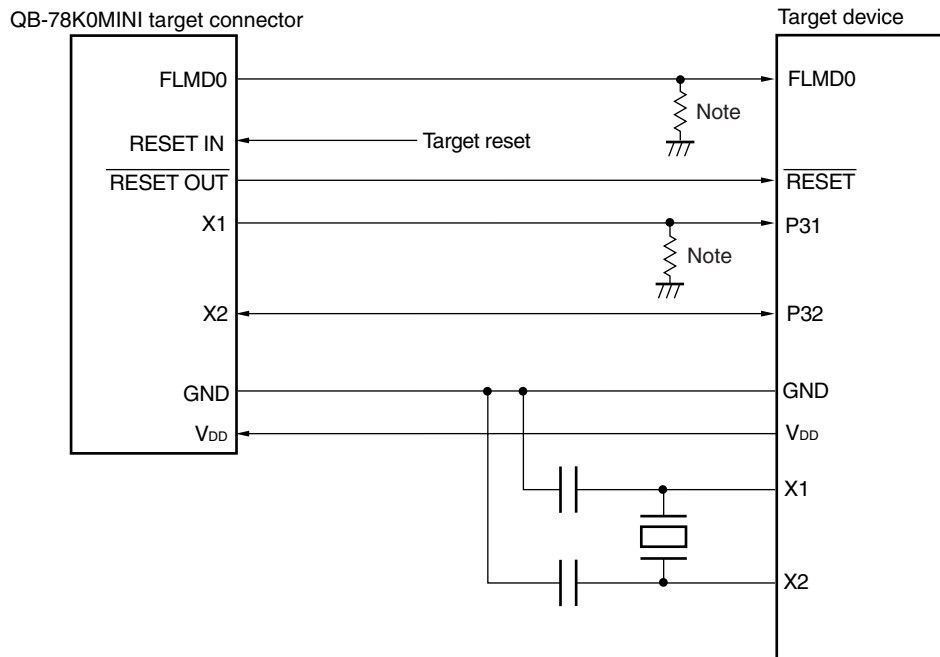 QB-78K0MINI target connector
Target device
FLMD0
FLMD0
Note
RESET IN
Target reset
RESET OUT
RESET
X1
P31
Note
X2
P32
GND
GND
VDD
VDD
X1
X2